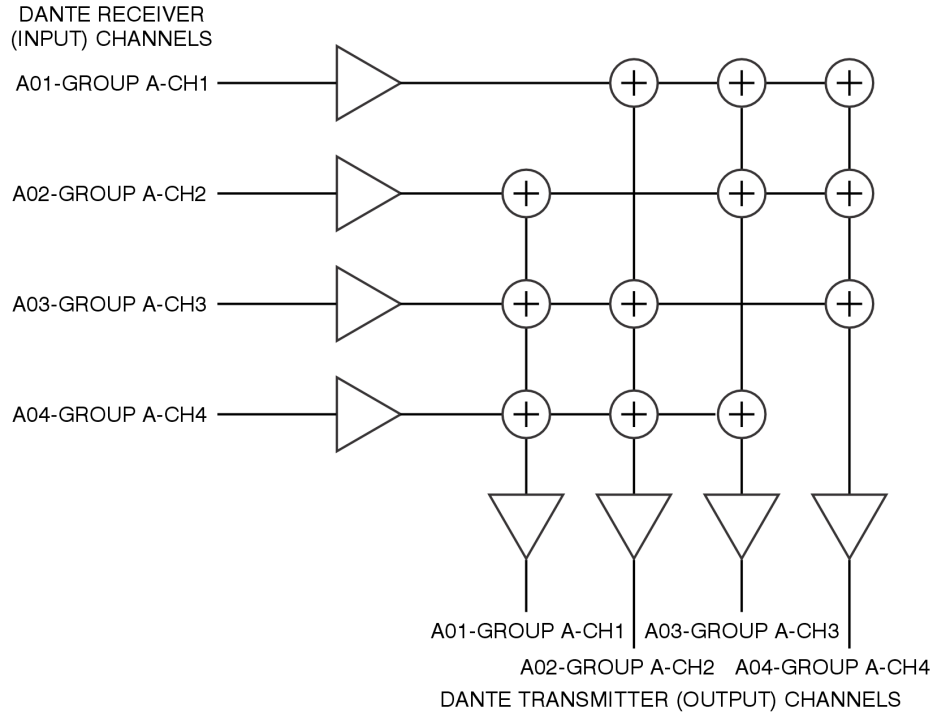 DANTE RECEIVER
(INPUT) CHANNELS
A01-GROUP A-CH1
A02-GROUP A-CH2
A03-GROUP A-CH3
A04-GROUP A-CH4
A01-GROUP A-CH1
A03-GROUP A-CH3
A02-GROUP A-CH2
A04-GROUP A-CH4
DANTE TRANSMITTER (OUTPUT) CHANNELS